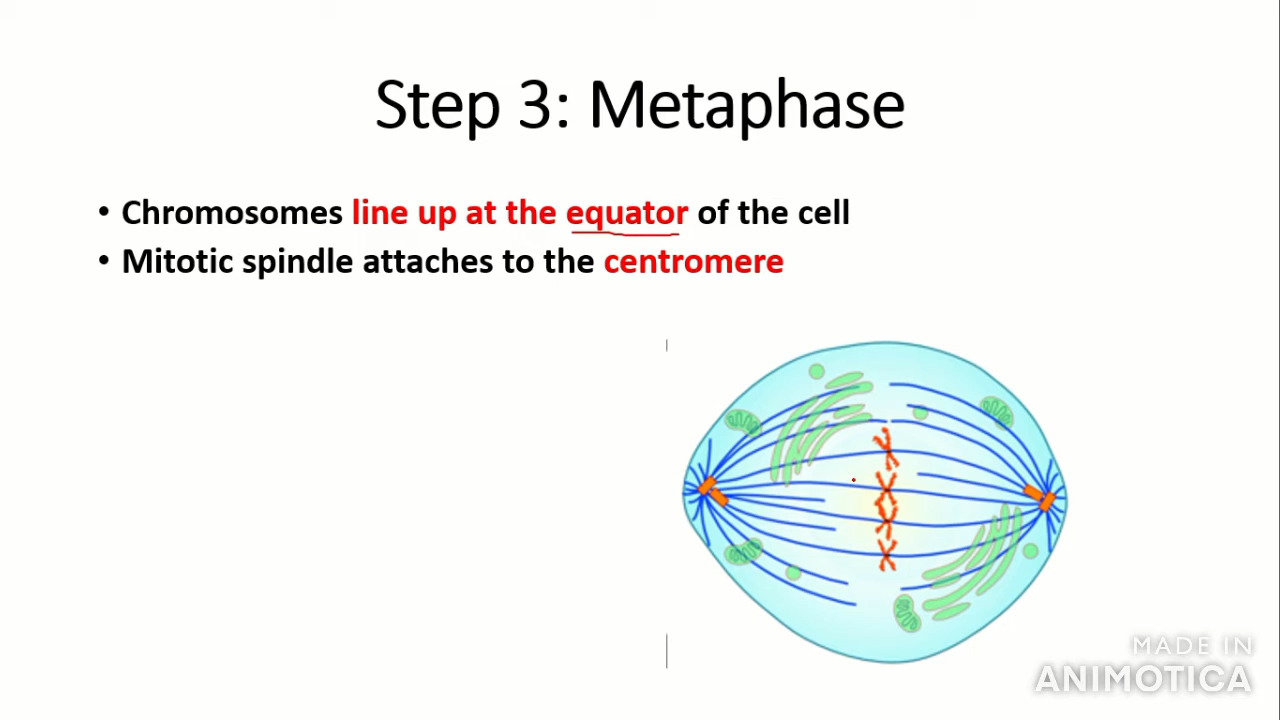 Step 3: Metaphase
• Chromosomes line up at the equator of the cell
• Mitotic spindle attaches to the centromere
MADE IN
ANIMOTICA